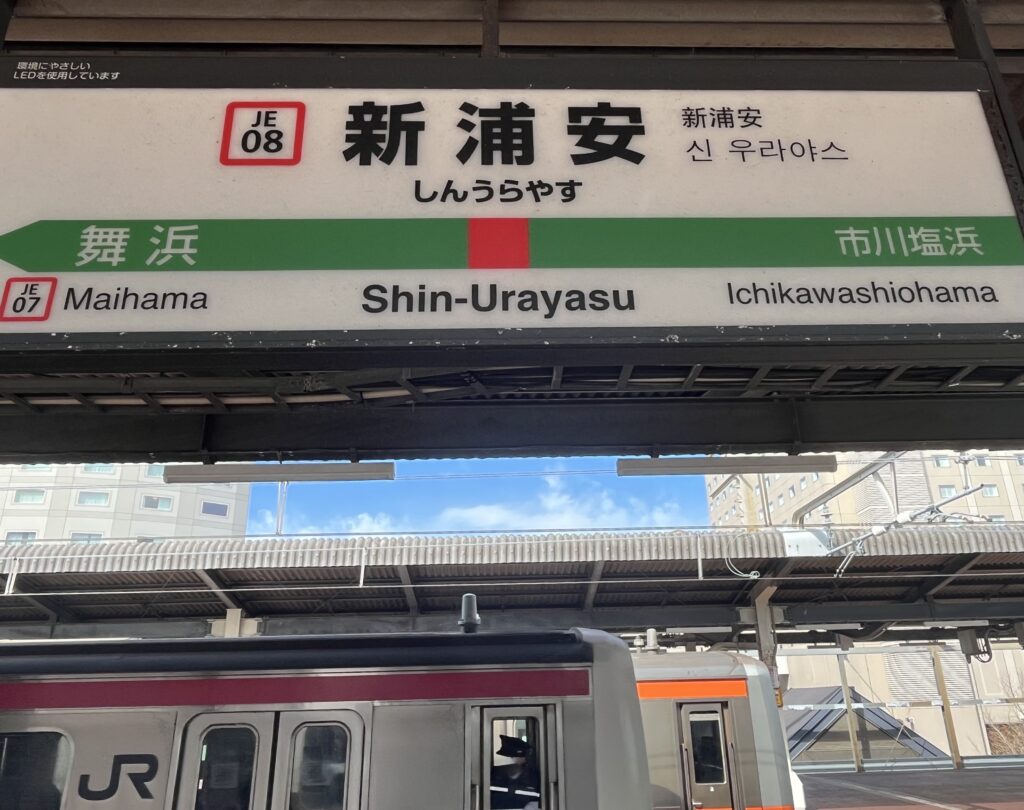 環境にやさしい
LEDを使用しています
JE
08
新浦安
新浦安
신 우라야스
しんうらやす
舞浜
市川塩浜
JE
07
Maihama
Shin-Urayasu
Ichikawashiohama
JR